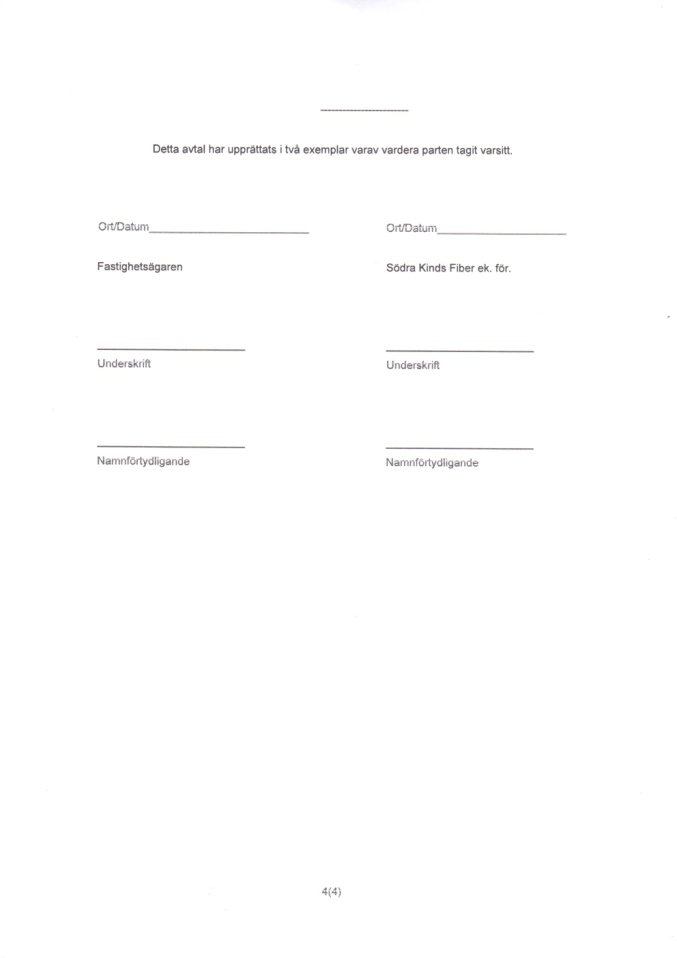 Detta avtal har upprättats i två exemplar varav vardera parten tagit varsitt.
Ort/Datum Ort/Datum
Fastighetsägaren Södra Kinds Fiber ek. för.
Underskrift Underskrift
Namnförtydligande Namnförtydligande
4(4)